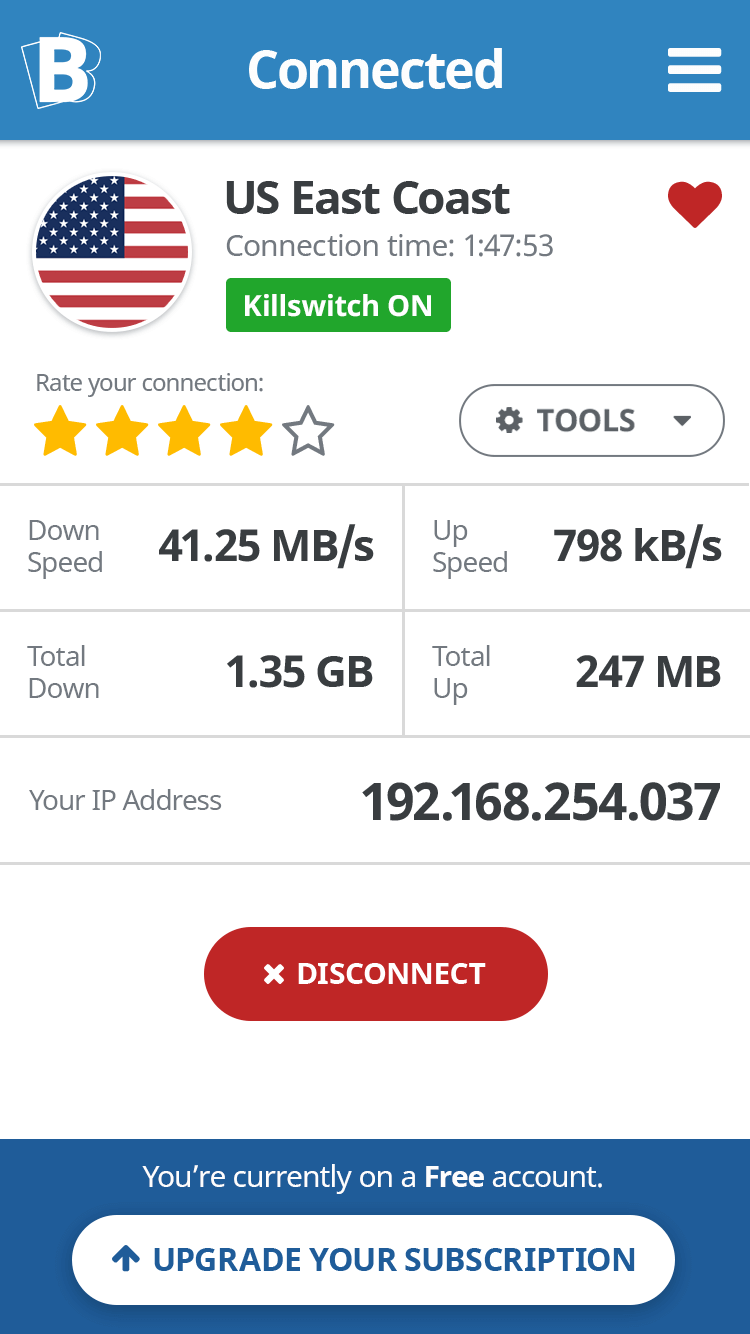 B
Connected
US East Coast
Connection time: 1:47:53
Killswitch ON
Rate your connection:
TOOLS
Down
Speed
41.25 MB/s
Up
Speed
798 kB/s
Total
Down
1.35 GB
Total
Up
247 MB
Your IP Address
192.168.254.037
DISCONNECT
You’re currently on a Free account.
UPGRADE YOUR SUBSCRIPTION